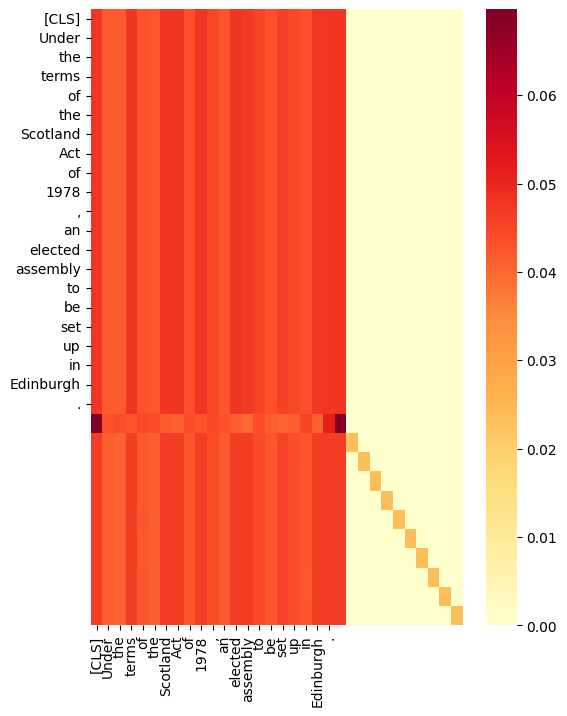 [CLS]
Under
the
terms
of
the
Scotland
Act
of
1978
,
an
elected
assembly
to
be
set
up
in
Edinburgh
.
[CLS]
Under
the
terms
of
the
Scotland
Act
of
1978
,
an
elected
assembly
to
be
set
up
in
Edinburgh
.
0.06
0.05
0.04
0.03
0.02
0.01
0.00